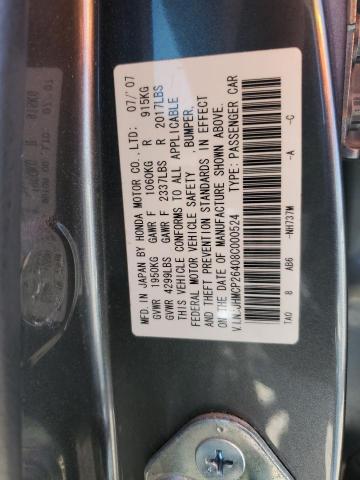 MFD. IN JAPAN BY HONDA MOTOR CO., LTD: 07/'07
GVWR 1950KG GAWR F 1060KG R 915KG
GVWR 4299LBS GAWR F 2337LBS R 2017LBS
THIS VEHICLE CONFORMS TO ALL APPLICABLE
FEDERAL MOTOR VEHICLE SAFETY ,BUMPER,
AND THEFT PREVENTION STANDARDS IN EFFECT
ON THE DATE OF MANUFACTURE SHOWN ABOVE.
V.I.N.:JHMCP26408C000524 TYPE: PASSENGER CAR
TA0 8 AB6 -NH737M -A -C